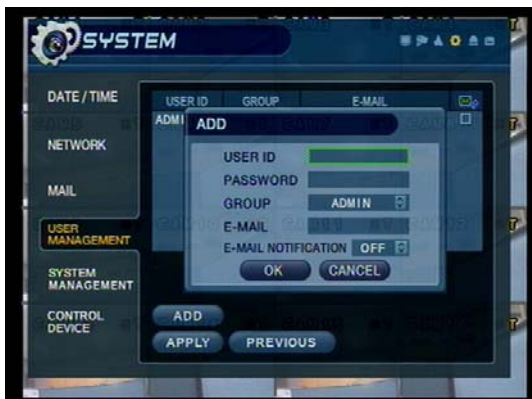 SYSTEM
DATE / TIME
NETWORK
MAIL
USER
MANAGEMENT
SYSTEM
MANAGEMENT
CONTROL
DEVICE
USER ID GROUP E-MAIL
ADMI
ADD
USER ID
PASSWORD
GROUP ADMIN
E-MAIL
E-MAIL NOTIFICATION OFF
OK CANCEL
ADD
APPLY PREVIOUS